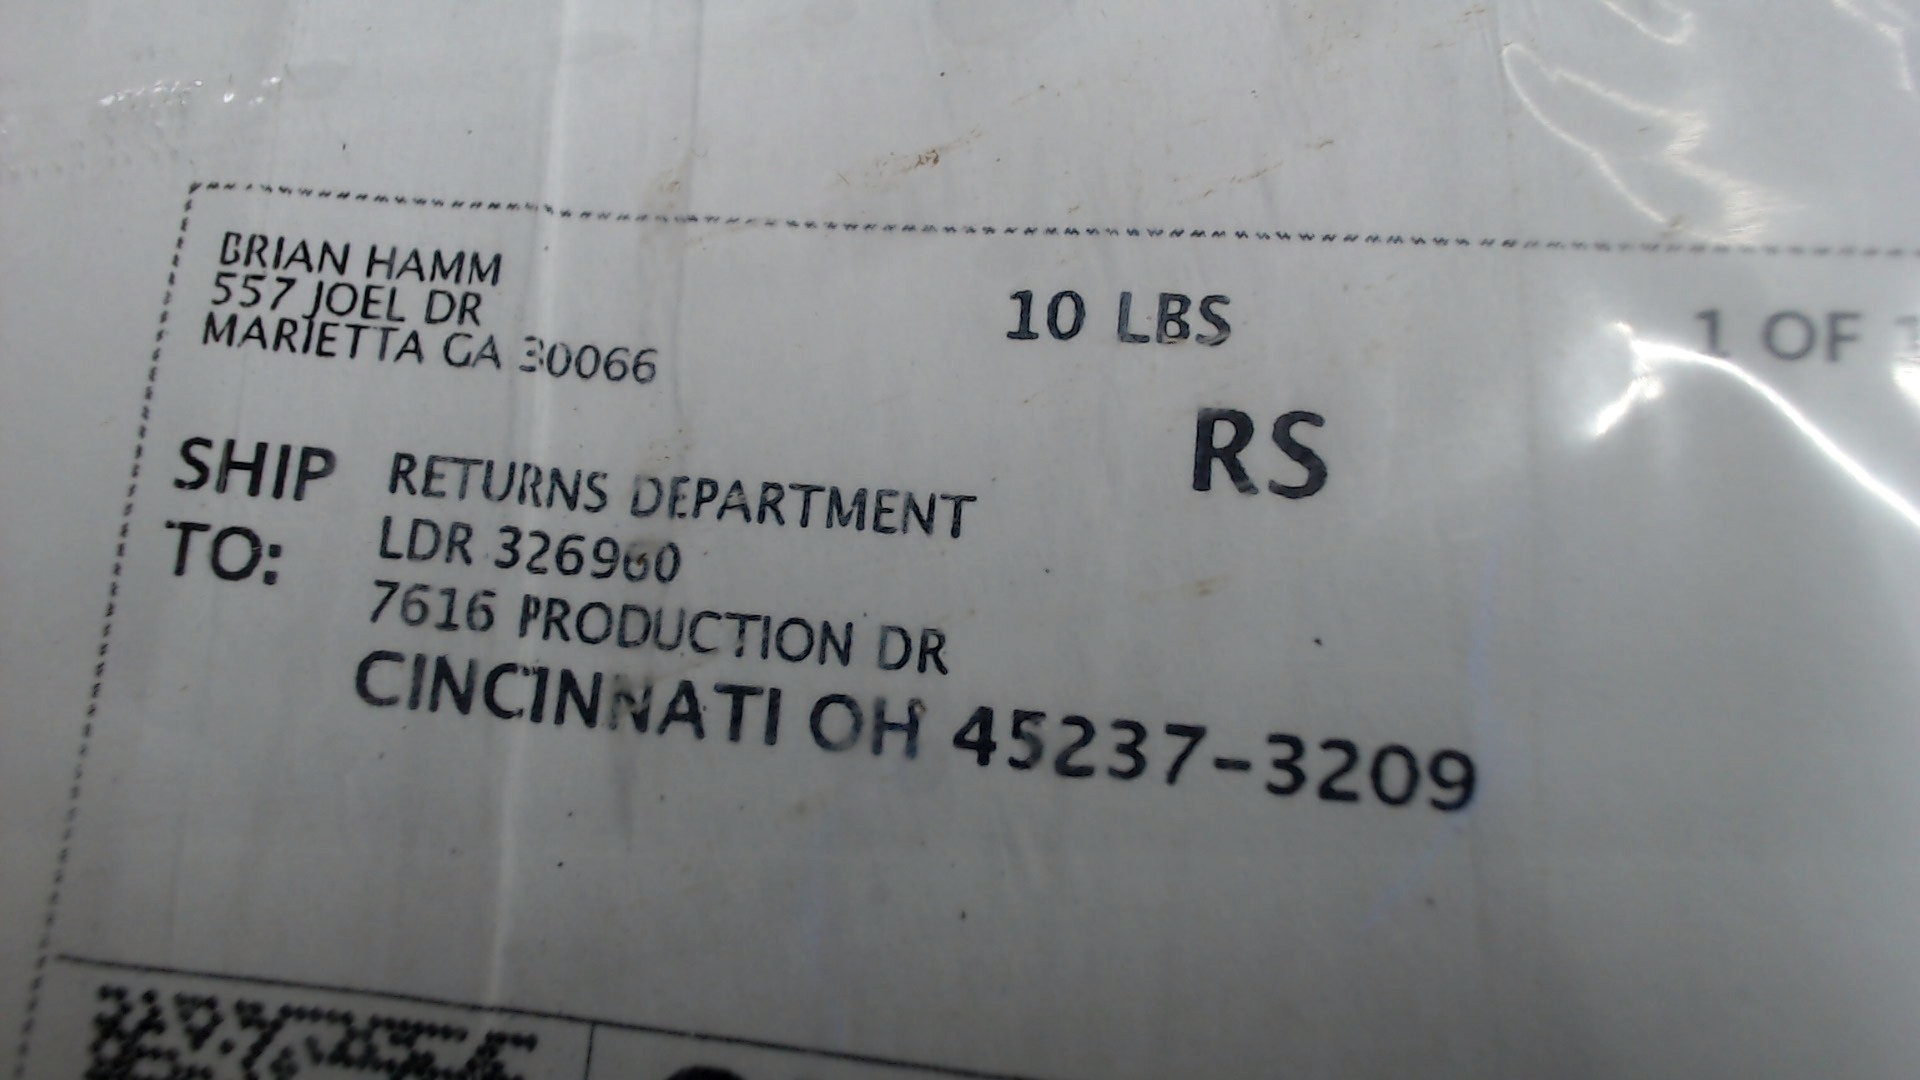 BRIAN HAMM
557 JOEL DR
MARIETTA GA 30066
10 LBS
1 OF 1
RS
SHIP TO:
RETURNS DEPARTMENT
LDR 326960
7616 PRODUCTION DR
CINCINNATI OH 45237-3209